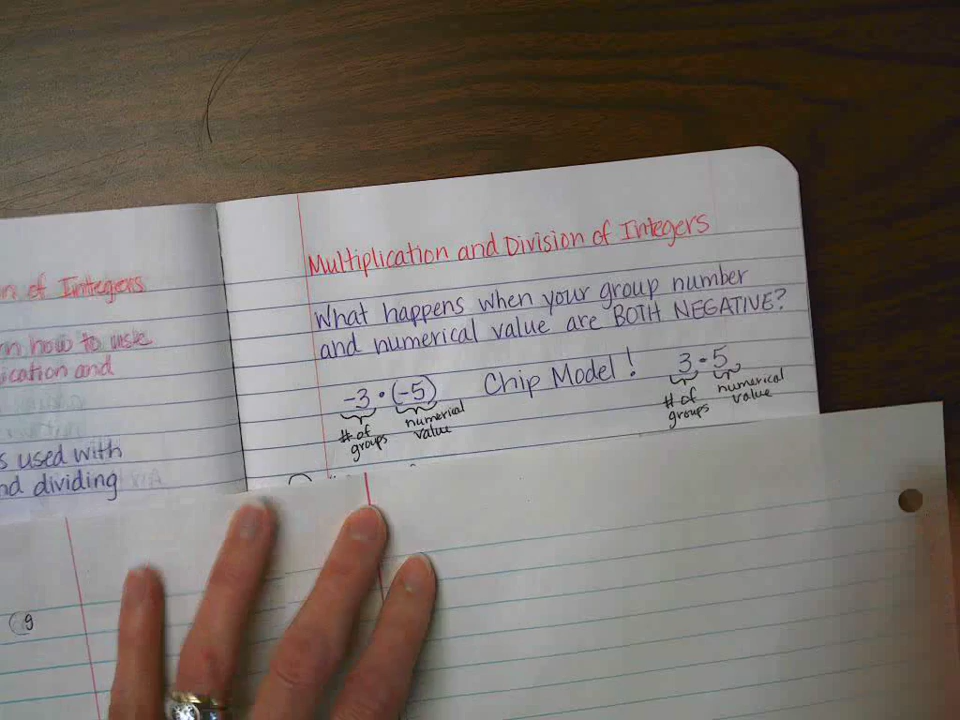 n of Integers
n how to use
ication and
s used with
nd dividing
9
Multiplication and Division of Integers
What happens when your group number
and numerical value are BOTH NEGATIVE?
-3 • (-5) Chip Model! 3 • 5
# of groups numerical value # of groups numerical value